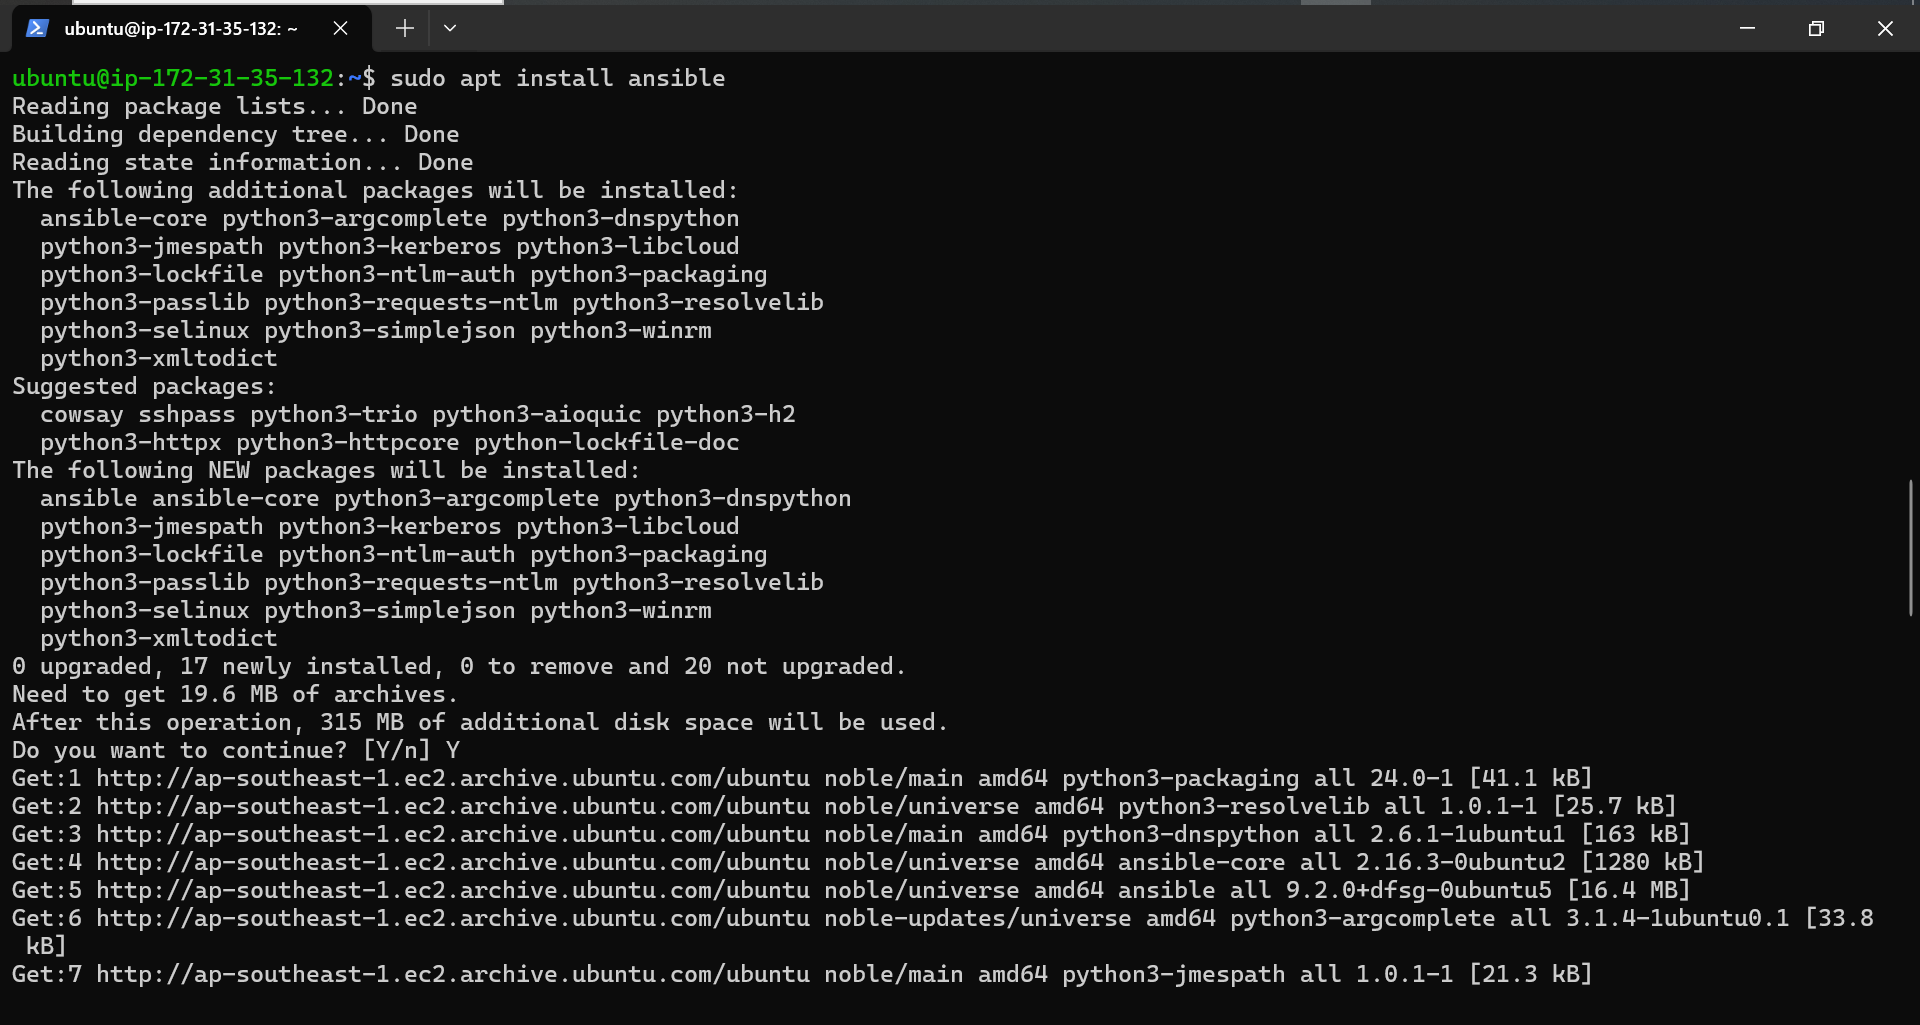 ubuntu@ip-172-31-35-132: ~
ubuntu@ip-172-31-35-132:~$ sudo apt install ansible
Reading package lists... Done
Building dependency tree... Done
Reading state information... Done
The following additional packages will be installed:
  ansible-core python3-argcomplete python3-dnspython
  python3-jmespath python3-kerberos python3-libcloud
  python3-lockfile python3-ntlm-auth python3-packaging
  python3-passlib python3-requests-ntlm python3-resolvelib
  python3-selinux python3-simplejson python3-winrm
  python3-xmltodict
Suggested packages:
  cowsay sshpass python3-trio python3-aioquic python3-h2
  python3-httpx python3-httpcore python-lockfile-doc
The following NEW packages will be installed:
  ansible ansible-core python3-argcomplete python3-dnspython
  python3-jmespath python3-kerberos python3-libcloud
  python3-lockfile python3-ntlm-auth python3-packaging
  python3-passlib python3-requests-ntlm python3-resolvelib
  python3-selinux python3-simplejson python3-winrm
  python3-xmltodict
0 upgraded, 17 newly installed, 0 to remove and 20 not upgraded.
Need to get 19.6 MB of archives.
After this operation, 315 MB of additional disk space will be used.
Do you want to continue? [Y/n] Y
Get:1 http://ap-southeast-1.ec2.archive.ubuntu.com/ubuntu noble/main amd64 python3-packaging all 24.0-1 [41.1 kB]
Get:2 http://ap-southeast-1.ec2.archive.ubuntu.com/ubuntu noble/universe amd64 python3-resolvelib all 1.0.1-1 [25.7 kB]
Get:3 http://ap-southeast-1.ec2.archive.ubuntu.com/ubuntu noble/main amd64 python3-dnspython all 2.6.1-1ubuntu1 [163 kB]
Get:4 http://ap-southeast-1.ec2.archive.ubuntu.com/ubuntu noble/universe amd64 ansible-core all 2.16.3-0ubuntu2 [1280 kB]
Get:5 http://ap-southeast-1.ec2.archive.ubuntu.com/ubuntu noble/universe amd64 ansible all 9.2.0+dfsg-0ubuntu5 [16.4 MB]
Get:6 http://ap-southeast-1.ec2.archive.ubuntu.com/ubuntu noble-updates/universe amd64 python3-argcomplete all 3.1.4-1ubuntu0.1 [33.8
 kB]
Get:7 http://ap-southeast-1.ec2.archive.ubuntu.com/ubuntu noble/main amd64 python3-jmespath all 1.0.1-1 [21.3 kB]